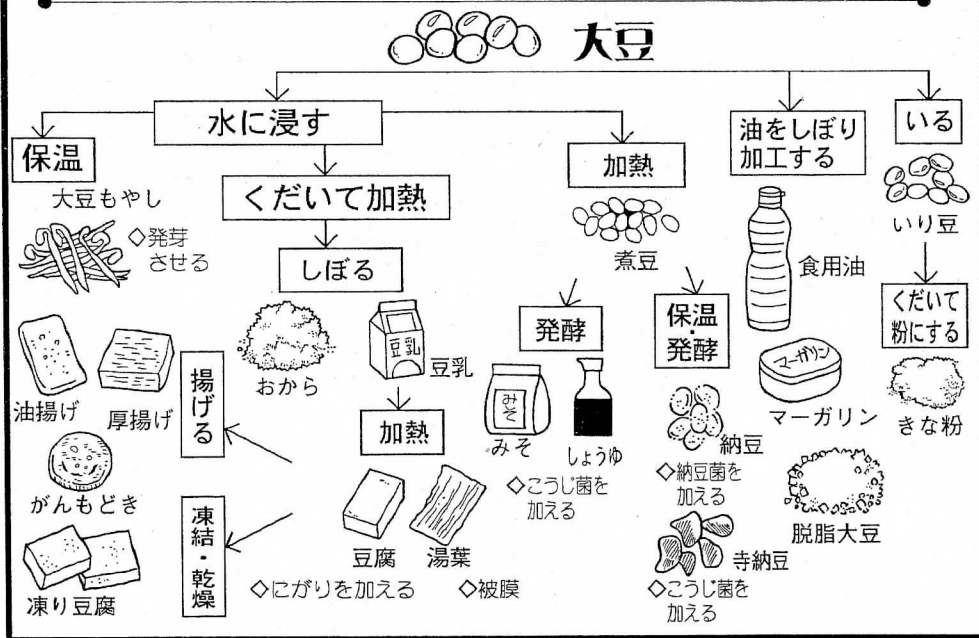 大豆
水に浸す
保温
大豆もやし
◇発芽
させる
くだいて加熱
しぼる
おから
豆乳
豆乳
加熱
豆腐
◇にがりを加える
湯葉
◇被膜
揚げる
油揚げ
厚揚げ
がんもどき
凍結・乾燥
凍り豆腐
加熱
煮豆
発酵
みそ
みそ
しょうゆ
◇こうじ菌を
加える
保温・
発酵
納豆
◇納豆菌を
加える
寺納豆
◇こうじ菌を
加える
油をしぼり
加工する
食用油
マーガリン
マーガリン
脱脂大豆
いる
いり豆
くだいて
粉にする
きな粉